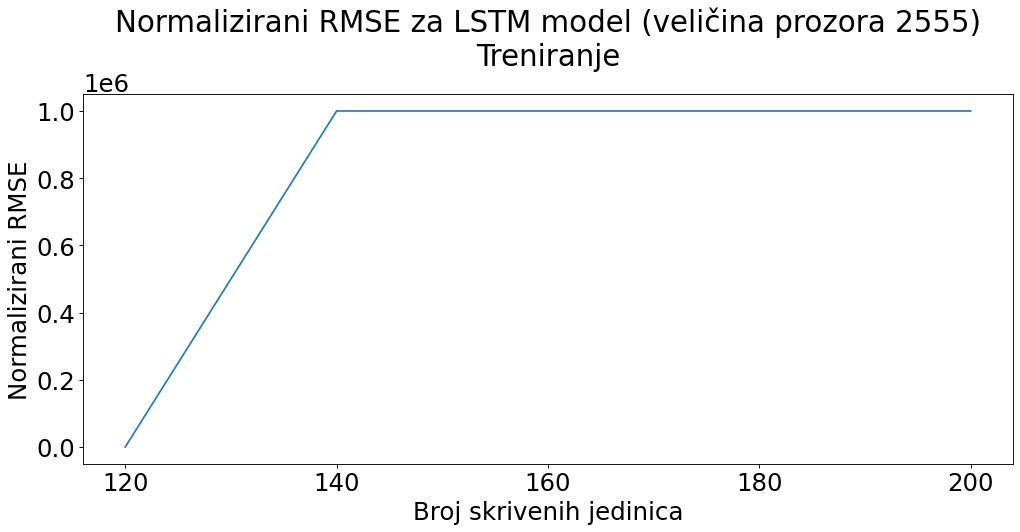 Normalizirani RMSE za LSTM model (veličina prozora 2555)
Treniranje
1e6
1.0
0.8
0.6
0.4
0.2
0.0
Normalizirani RMSE
120 140 160 180 200
Broj skrivenih jedinica